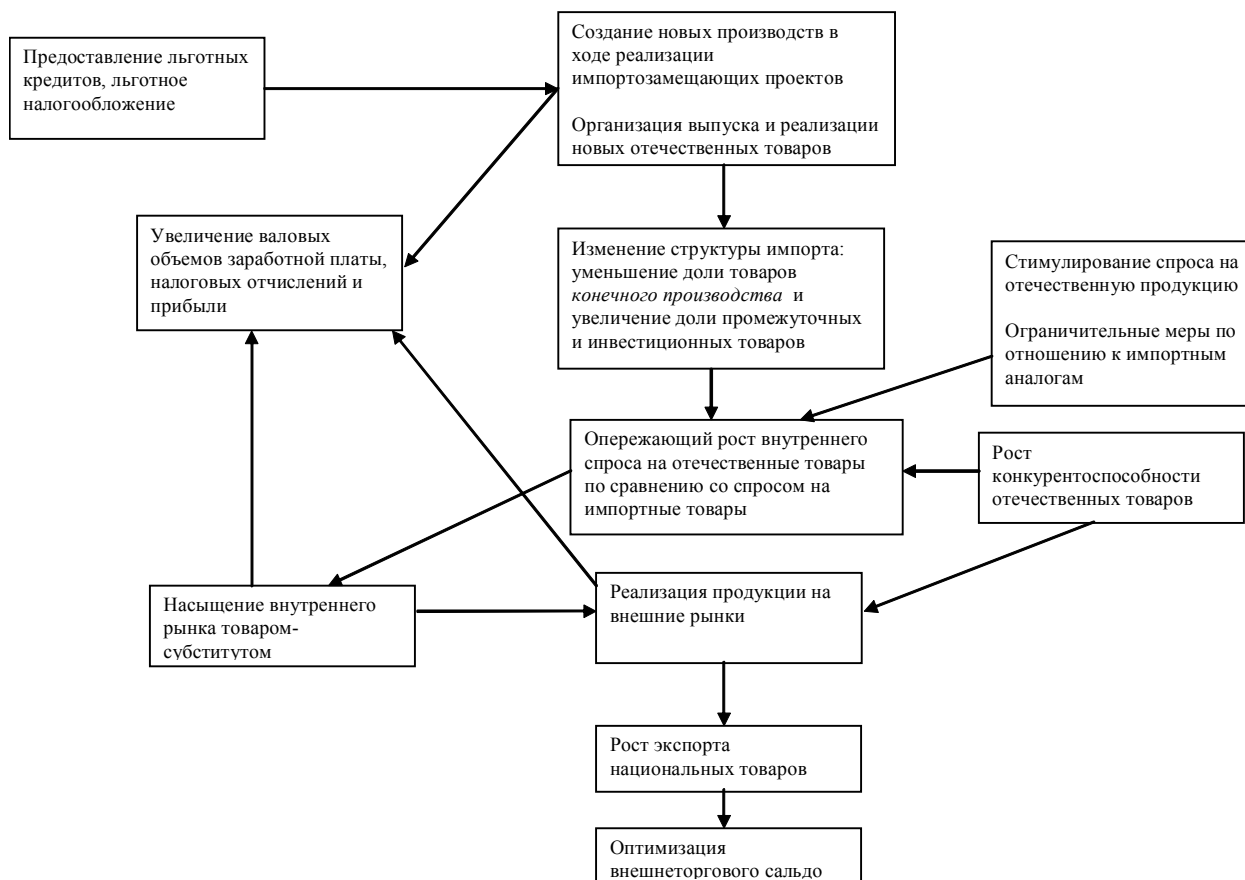 Предоставление льготных
кредитов, льготное
налогообложение
Создание новых производств в
ходе реализации
импортозамещающих проектов
Организация выпуска и реализации
новых отечественных товаров
Увеличение валовых
объемов заработной платы,
налоговых отчислений и
прибыли
Изменение структуры импорта:
уменьшение доли товаров
конечного производства и
увеличение доли промежуточных
и инвестиционных товаров
Стимулирование спроса на
отечественную продукцию
Ограничительные меры по
отношению к импортным
аналогам
Опережающий рост внутреннего
спроса на отечественные товары
по сравнению со спросом на
импортные товары
Рост
конкурентоспособности
отечественных товаров
Насыщение внутреннего
рынка товаром-
субститутом
Реализация продукции на
внешние рынки
Рост экспорта
национальных товаров
Оптимизация
внешнеторгового сальдо